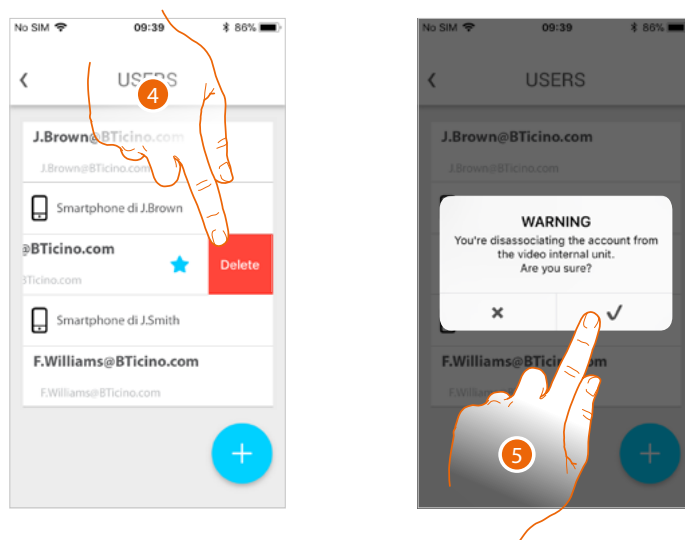 No SIM 09:39 86%
USERS
4
J.Brown@BTicino.com
J.Brown@BTicino.com
Smartphone di J.Brown
@BTicino.com
BTicino.com
Delete
Smartphone di J.Smith
F.Williams@BTicino.com
F.Williams@BTicino.com
+
No SIM 09:39 86%
USERS
J.Brown@BTicino.com
J.Brown@BTicino.com
WARNING
You're disassociating the account from
the video internal unit.
Are you sure?
F.Williams@BTicino.com
5
+